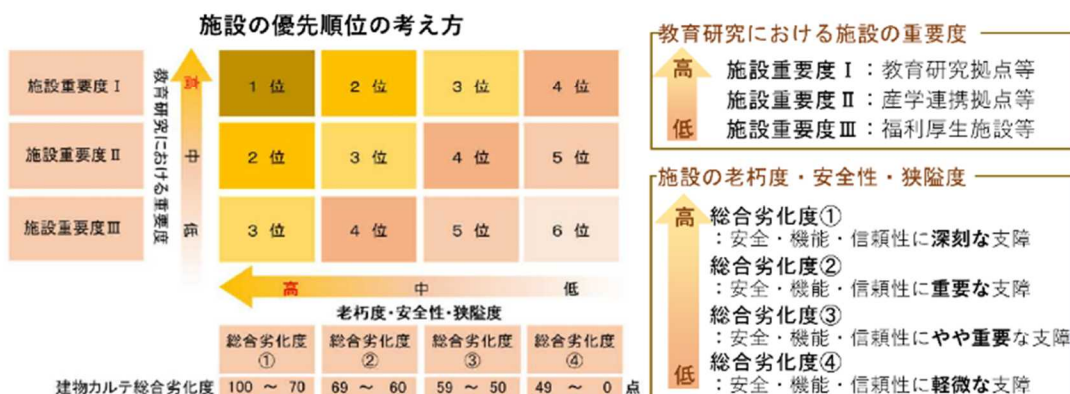 施設の優先順位の考え方
施設重要度Ⅰ
施設重要度Ⅱ
施設重要度Ⅲ
教育研究における重要度
高
中
低
1 位
2 位
3 位
4 位
2 位
3 位
4 位
5 位
3 位
4 位
5 位
6 位
高
中
低
老朽度・安全性・狭隘度
総合劣化度
①
総合劣化度
②
総合劣化度
③
総合劣化度
④
建物カルテ総合劣化度
100 ～ 70
69 ～ 60
59 ～ 50
49 ～ 0 点
教育研究における施設の重要度
高
低
施設重要度Ⅰ：教育研究拠点等
施設重要度Ⅱ：産学連携拠点等
施設重要度Ⅲ：福利厚生施設等
施設の老朽度・安全性・狭隘度
高
低
総合劣化度①
：安全・機能・信頼性に深刻な支障
総合劣化度②
：安全・機能・信頼性に重要な支障
総合劣化度③
：安全・機能・信頼性にやや重要な支障
総合劣化度④
：安全・機能・信頼性に軽微な支障